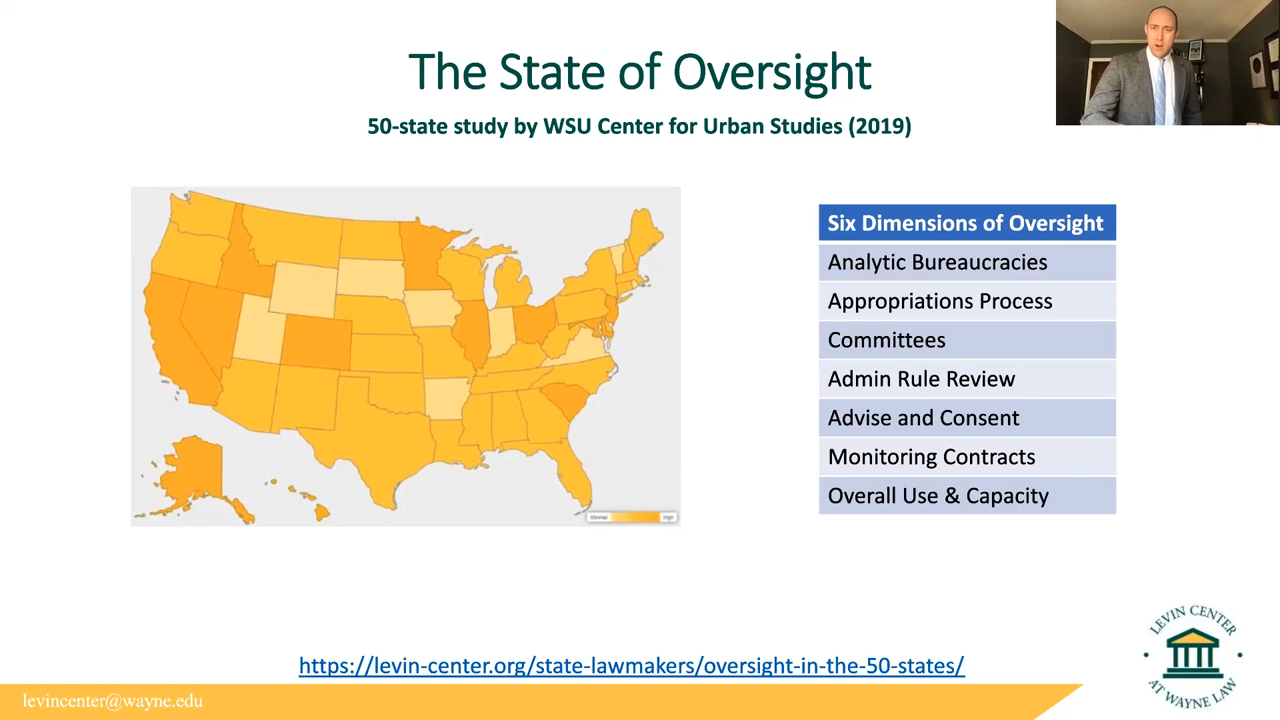 The State of Oversight
50-state study by WSU Center for Urban Studies (2019)
Six Dimensions of Oversight
Analytic Bureaucracies
Appropriations Process
Committees
Admin Rule Review
Advise and Consent
Monitoring Contracts
Overall Use & Capacity
Minimal
High
https://levin-center.org/state-lawmakers/oversight-in-the-50-states/
levincenter@wayne.edu
LEVIN CENTER
AT WAYNE LAW